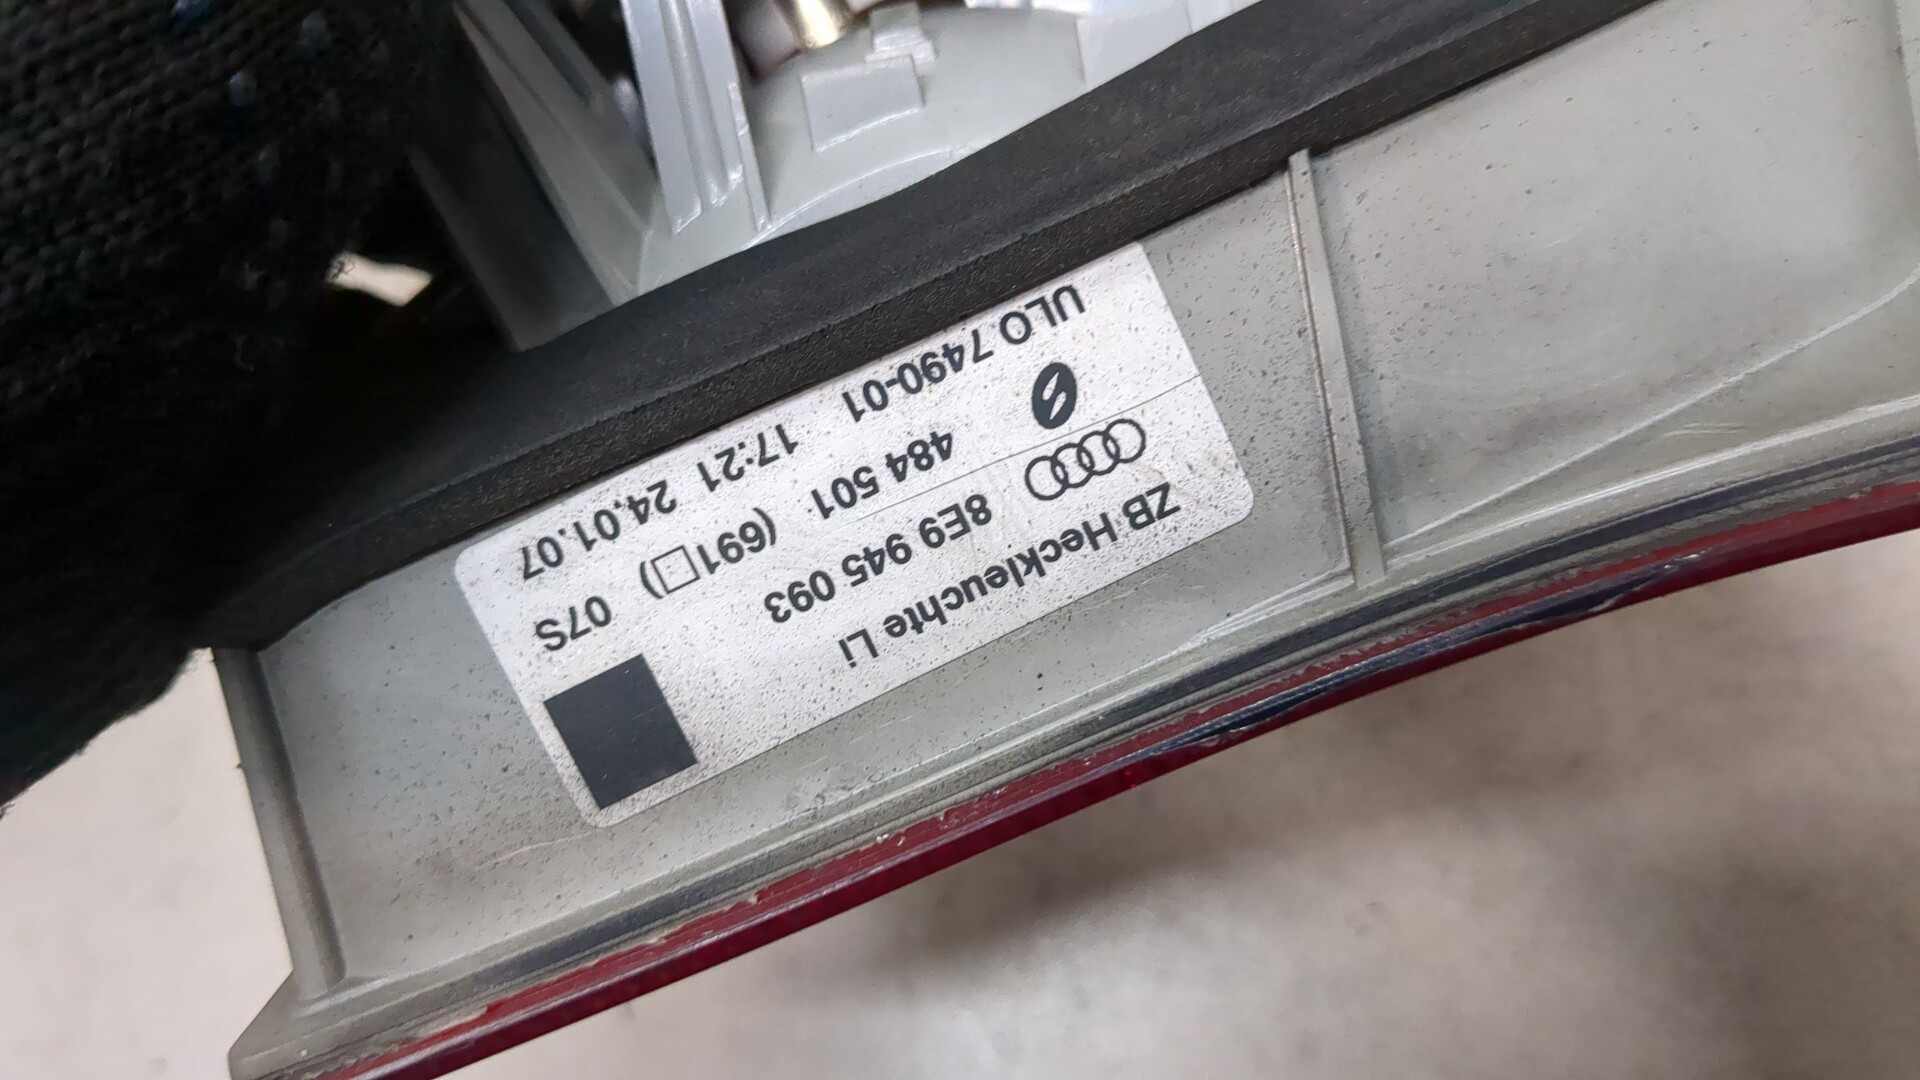 ZB Heckleuchte Li
8E9 945 093
484 501 (691□) 07S
ULO 7490-01 17:21 24.01.07